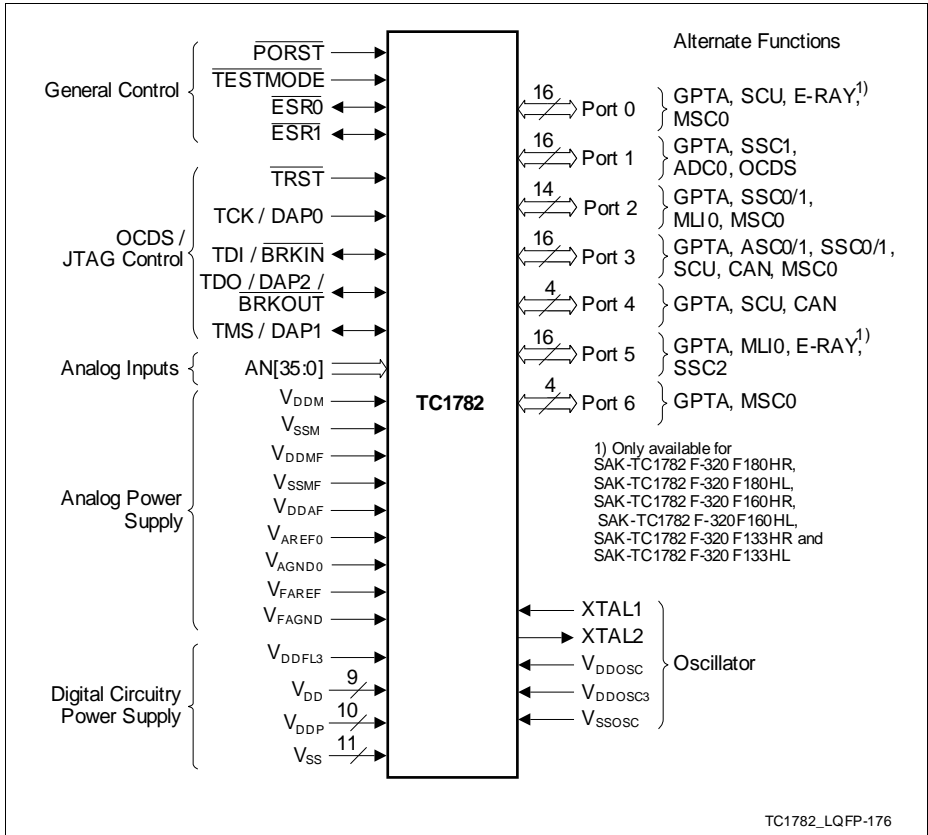 General Control
PORST
TESTMODE
ESR0
ESR1
OCDS /
JTAG Control
TRST
TCK / DAP0
TDI / BRKIN
TDO / DAP2 /
BRKOUT
TMS / DAP1
Analog Inputs
AN[35:0]
Analog Power
Supply
VDDM
VSSM
VDDMF
VSSMF
VDDAF
VAREF0
VAGND0
VFAREF
VFAGND
Digital Circuitry
Power Supply
VDDFL3
VDD 9
VDDP 10
VSS 11
TC1782
Alternate Functions
16 Port 0 GPTA, SCU, E-RAY,1)
MSC0
16 Port 1 GPTA, SSC1,
ADC0, OCDS
14 Port 2 GPTA, SSC0/1,
MLI0, MSC0
16 Port 3 GPTA, ASC0/1, SSC0/1,
SCU, CAN, MSC0
4 Port 4 GPTA, SCU, CAN
16 Port 5 GPTA, MLI0, E-RAY,1)
SSC2
4 Port 6 GPTA, MSC0
1) Only available for
SAK-TC1782 F-320 F180HR,
SAK-TC1782 F-320 F180HL,
SAK-TC1782 F-320 F160HR,
SAK-TC1782 F-320 F160HL,
SAK-TC1782 F-320 F133HR and
SAK-TC1782 F-320 F133HL
XTAL1
XTAL2
VDDOSC
VDDOSC3
VSSOSC
Oscillator
TC1782_LQFP-176